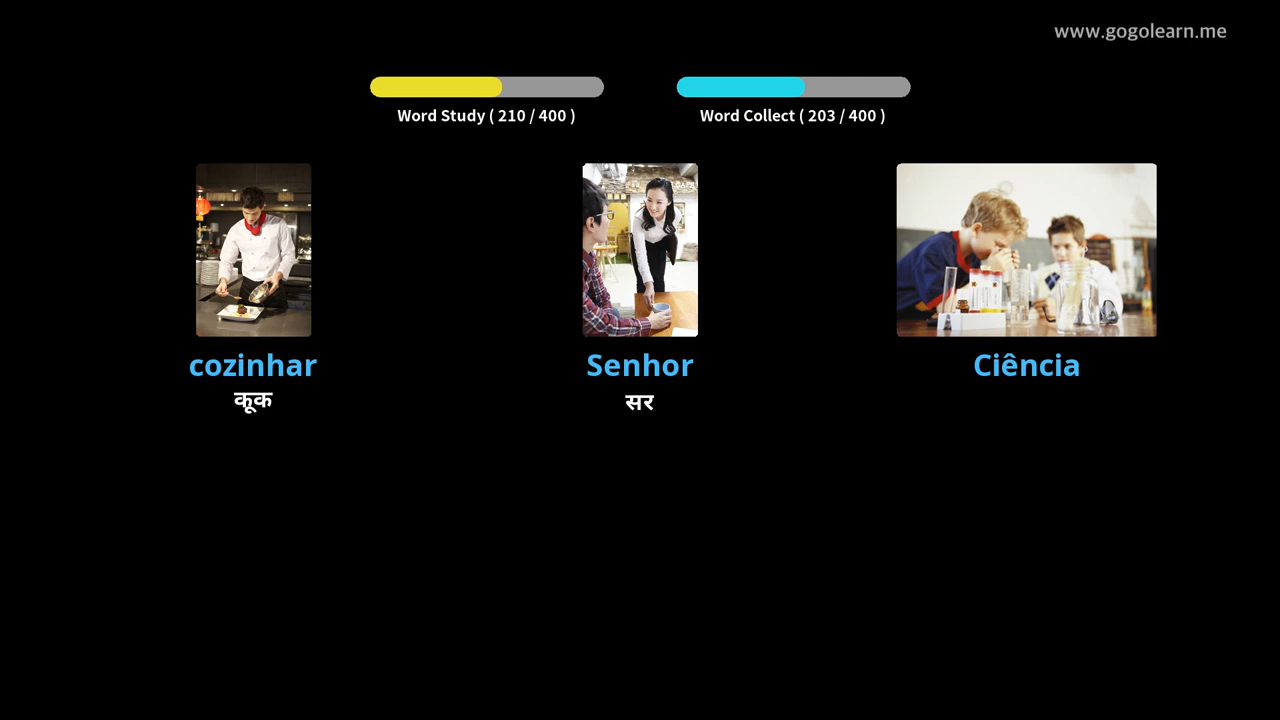 www.gogolearn.me
Word Study ( 210 / 400 )
Word Collect ( 203 / 400 )
cozinhar
Senhor
Ciência
कूक
सर